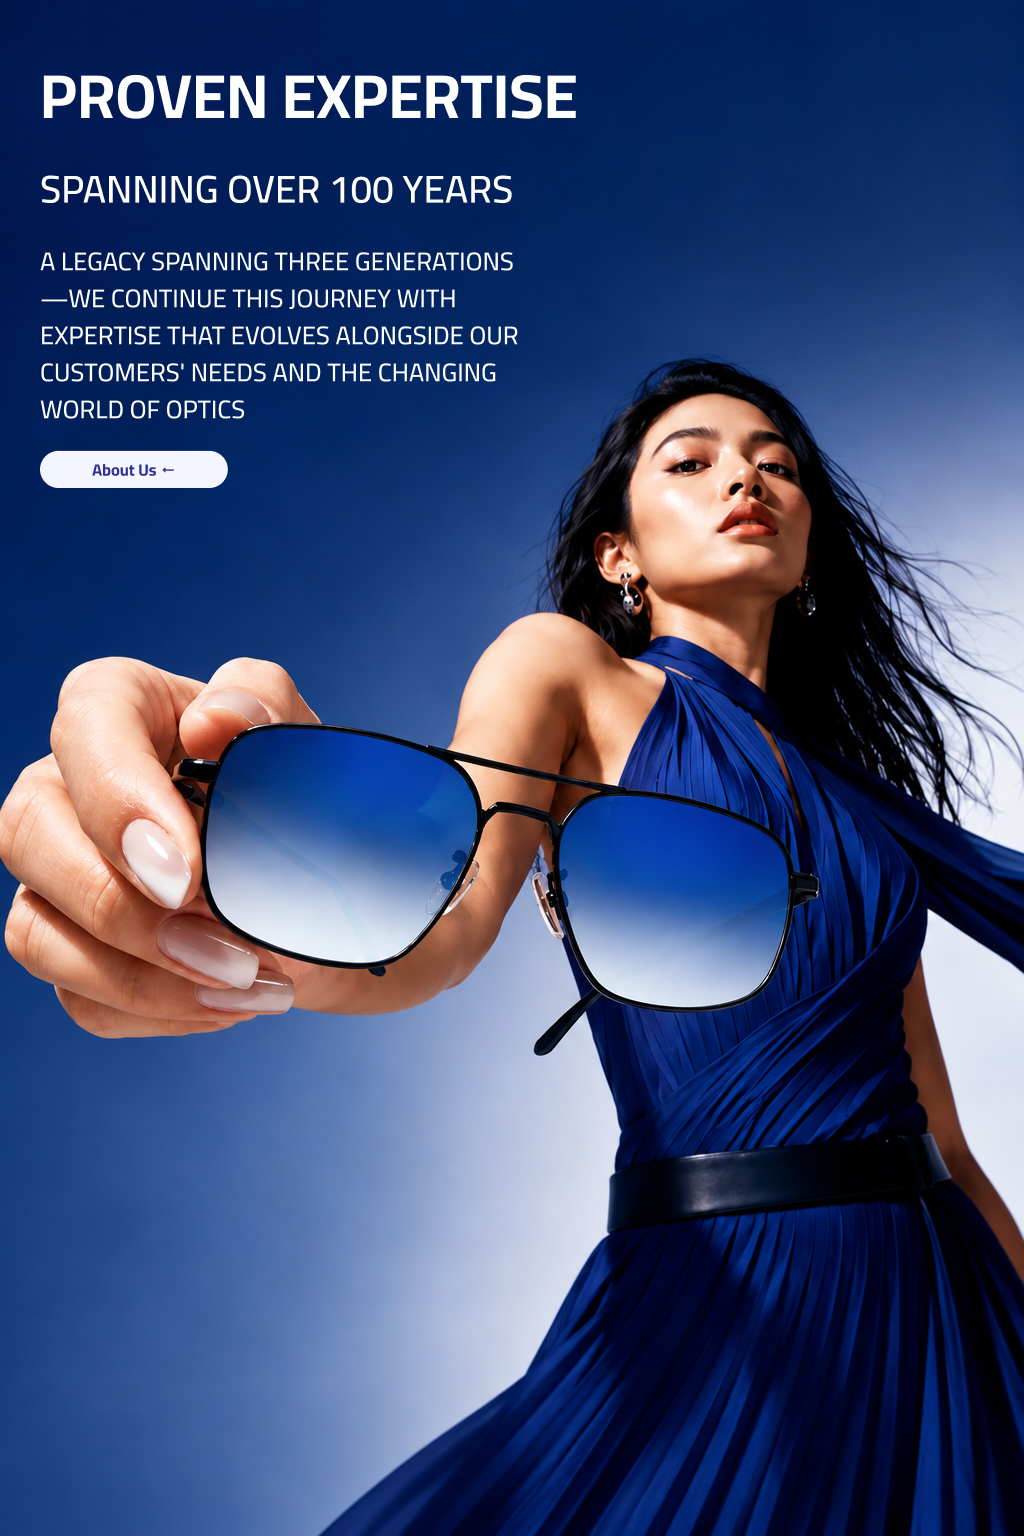 PROVEN EXPERTISE
SPANNING OVER 100 YEARS
A LEGACY SPANNING THREE GENERATIONS
—WE CONTINUE THIS JOURNEY WITH
EXPERTISE THAT EVOLVES ALONGSIDE OUR
CUSTOMERS' NEEDS AND THE CHANGING
WORLD OF OPTICS
About Us ←